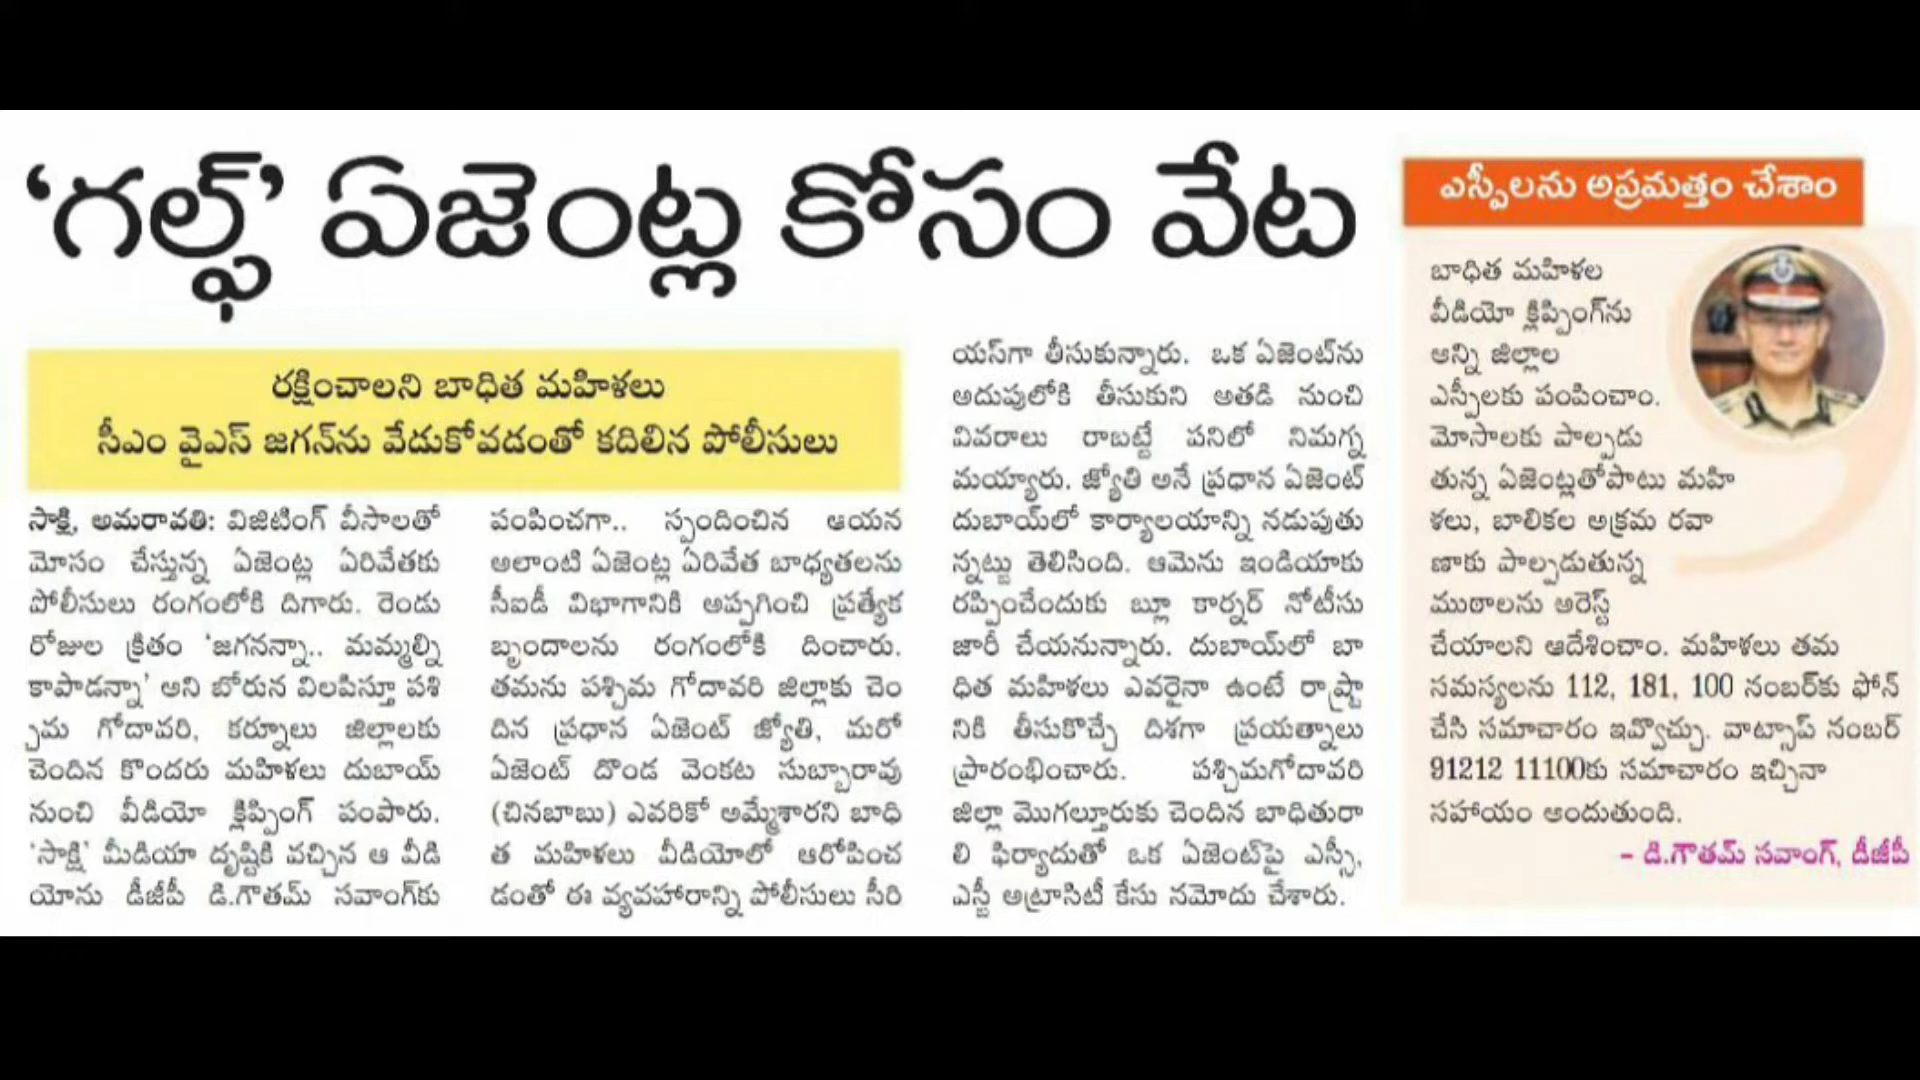 ‘గల్ఫ్’ ఏజెంట్ల కోసం వేట
రక్షించాలని బాధిత మహిళలు
సీఎం వైఎస్ జగన్‌ను వేడుకోవడంతో కదిలిన పోలీసులు
సాక్షి, అమరావతి: విజిటింగ్ వీసాలతో
మోసం చేస్తున్న ఏజెంట్ల ఏరివేతకు
పోలీసులు రంగంలోకి దిగారు. రెండు
రోజుల క్రితం ‘జగనన్నా.. మమ్మల్ని
కాపాడన్నా’ అని బోరున విలపిస్తూ పశి
్చమ గోదావరి, కర్నూలు జిల్లాలకు
చెందిన కొందరు మహిళలు దుబాయ్
నుంచి వీడియో క్లిప్పింగ్ పంపారు.
‘సాక్షి’ మీడియా దృష్టికి వచ్చిన ఆ వీడి
యోను డీజీపీ డి.గౌతమ్ సవాంగ్‌కు
పంపించగా.. స్పందించిన ఆయన
అలాంటి ఏజెంట్ల ఏరివేత బాధ్యతలను
సీఐడీ విభాగానికి అప్పగించి ప్రత్యేక
బృందాలను రంగంలోకి దించారు.
తమను పశ్చిమ గోదావరి జిల్లాకు చెం
దిన ప్రధాన ఏజెంట్ జ్యోతి, మరో
ఏజెంట్ దొండ వెంకట సుబ్బారావు
(చినబాబు) ఎవరికో అమ్మేశారని బాధి
త మహిళలు వీడియోలో ఆరోపించ
డంతో ఈ వ్యవహారాన్ని పోలీసులు సీరి
యస్‌గా తీసుకున్నారు. ఒక ఏజెంట్‌ను
అదుపులోకి తీసుకుని అతడి నుంచి
వివరాలు రాబట్టే పనిలో నిమగ్న
మయ్యారు. జ్యోతి అనే ప్రధాన ఏజెంట్
దుబాయ్‌లో కార్యాలయాన్ని నడుపుతు
న్నట్టు తెలిసింది. ఆమెను ఇండియాకు
రప్పించేందుకు బ్లూ కార్నర్ నోటీసు
జారీ చేయనున్నారు. దుబాయ్‌లో బా
ధిత మహిళలు ఎవరైనా ఉంటే రాష్ట్రా
నికి తీసుకొచ్చే దిశగా ప్రయత్నాలు
ప్రారంభించారు. పశ్చిమగోదావరి
జిల్లా మొగల్తూరుకు చెందిన బాధితురా
లి ఫిర్యాదుతో ఒక ఏజెంట్‌పై ఎస్సీ,
ఎస్టీ అట్రాసిటీ కేసు నమోదు చేశారు.
ఎస్పీలను అప్రమత్తం చేశాం
బాధిత మహిళల
వీడియో క్లిప్పింగ్‌ను
అన్ని జిల్లాల
ఎస్పీలకు పంపించాం.
మోసాలకు పాల్పడు
తున్న ఏజెంట్లతోపాటు మహి
ళలు, బాలికల అక్రమ రవా
ణాకు పాల్పడుతున్న
ముఠాలను అరెస్ట్
చేయాలని ఆదేశించాం. మహిళలు తమ
సమస్యలను 112, 181, 100 నంబర్‌కు ఫోన్
చేసి సమాచారం ఇవ్వొచ్చు. వాట్సాప్ నంబర్
91212 11100కు సమాచారం ఇచ్చినా
సహాయం అందుతుంది.
– డి.గౌతమ్ సవాంగ్, డీజీపీ